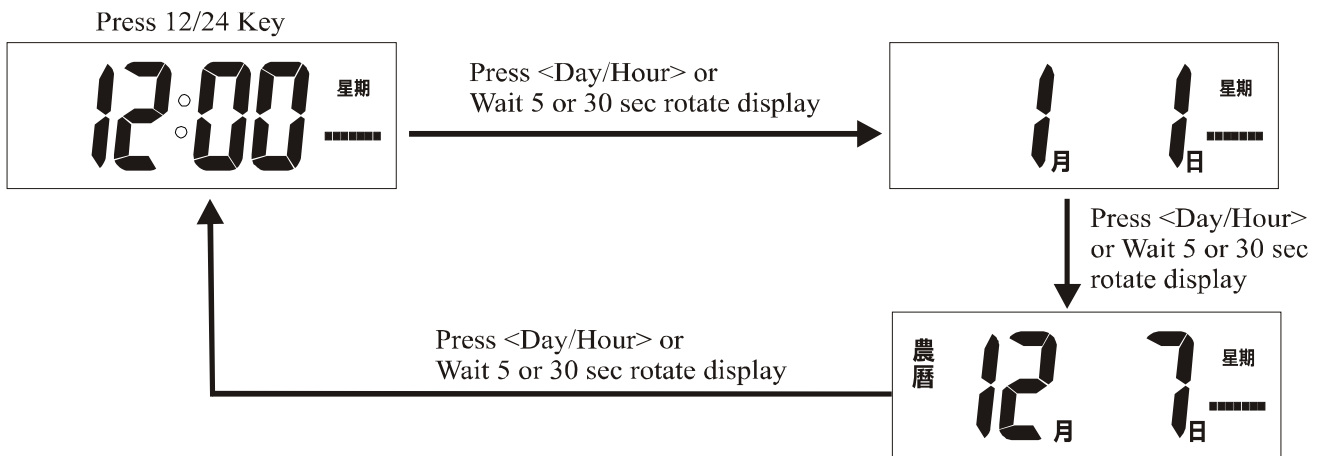 Press 12/24 Key
12:00
星期
Press <Day/Hour> or
Wait 5 or 30 sec rotate display
1月 1日
星期
Press <Day/Hour>
or Wait 5 or 30 sec
rotate display
農曆
12月 7日
星期
Press <Day/Hour> or
Wait 5 or 30 sec rotate display